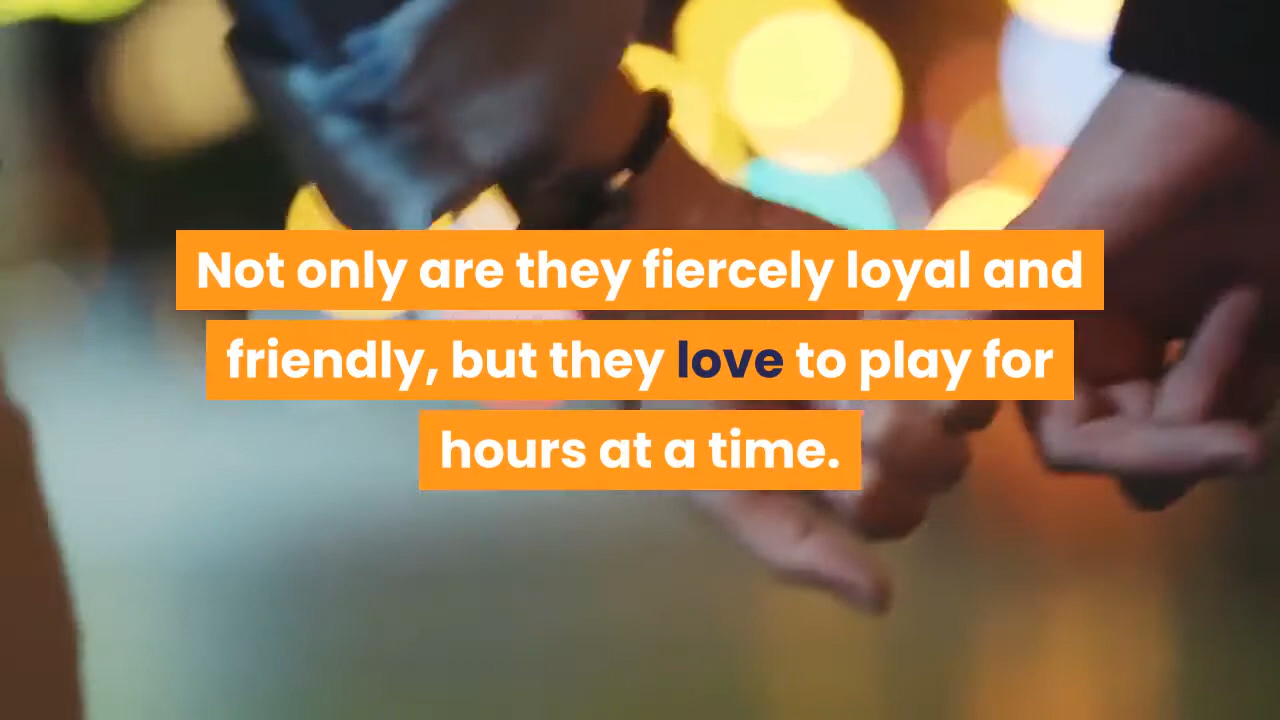 Not only are they fiercely loyal and
friendly, but they love to play for
hours at a time.